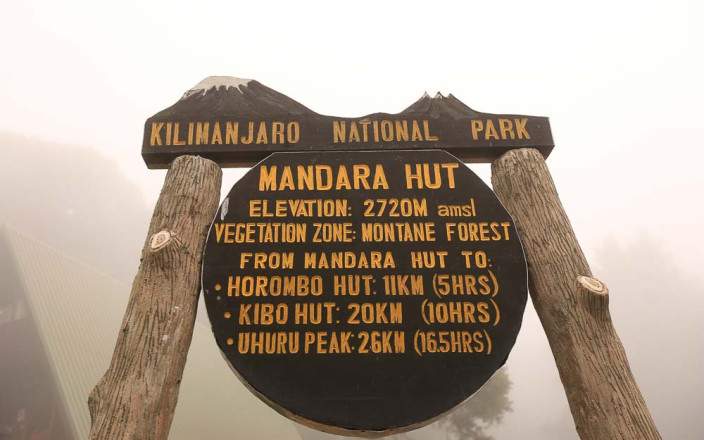 KILIMANJARO NATIONAL PARK
MANDARA HUT
ELEVATION: 2720M amsl
VEGETATION ZONE: MONTANE FOREST
FROM MANDARA HUT TO:
• HOROMBO HUT: 11KM (5HRS)
• KIBO HUT: 20KM (10HRS)
• UHURU PEAK: 26KM (16.5HRS)